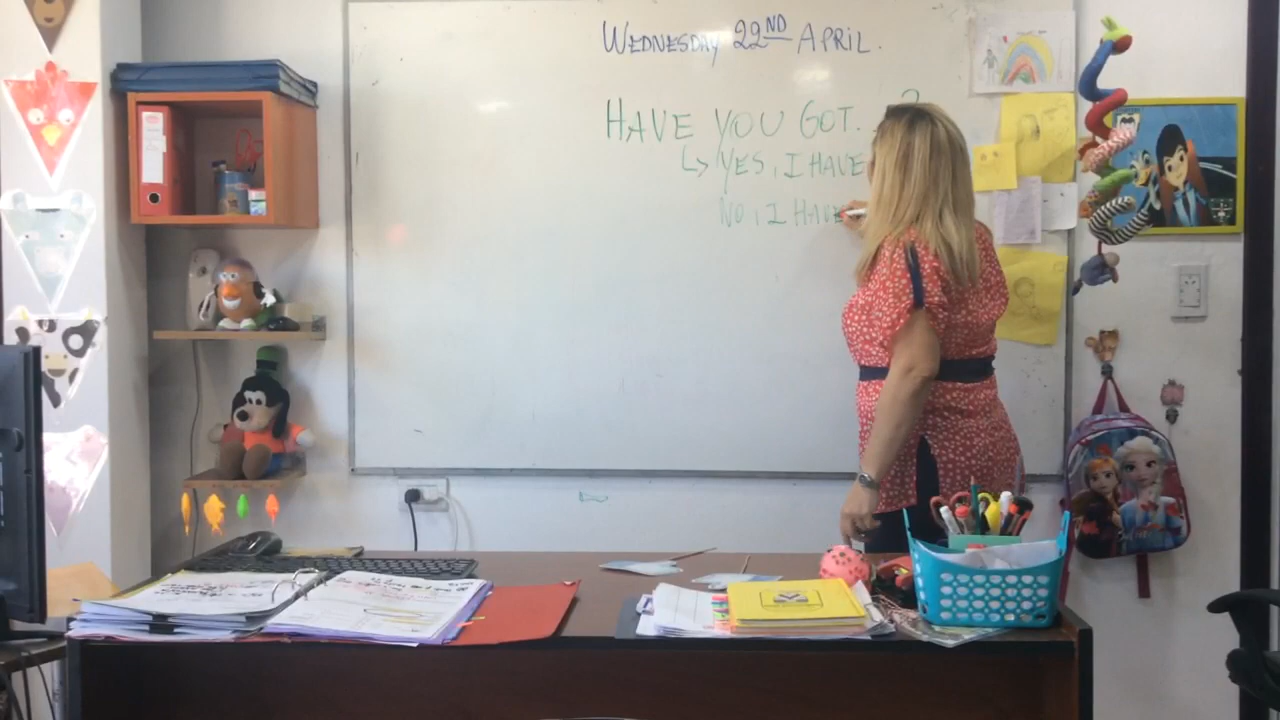 WEDNESDAY 22ND APRIL.
HAVE YOU GOT. ?
↳ YES, I HAVE
NO, I HAVE